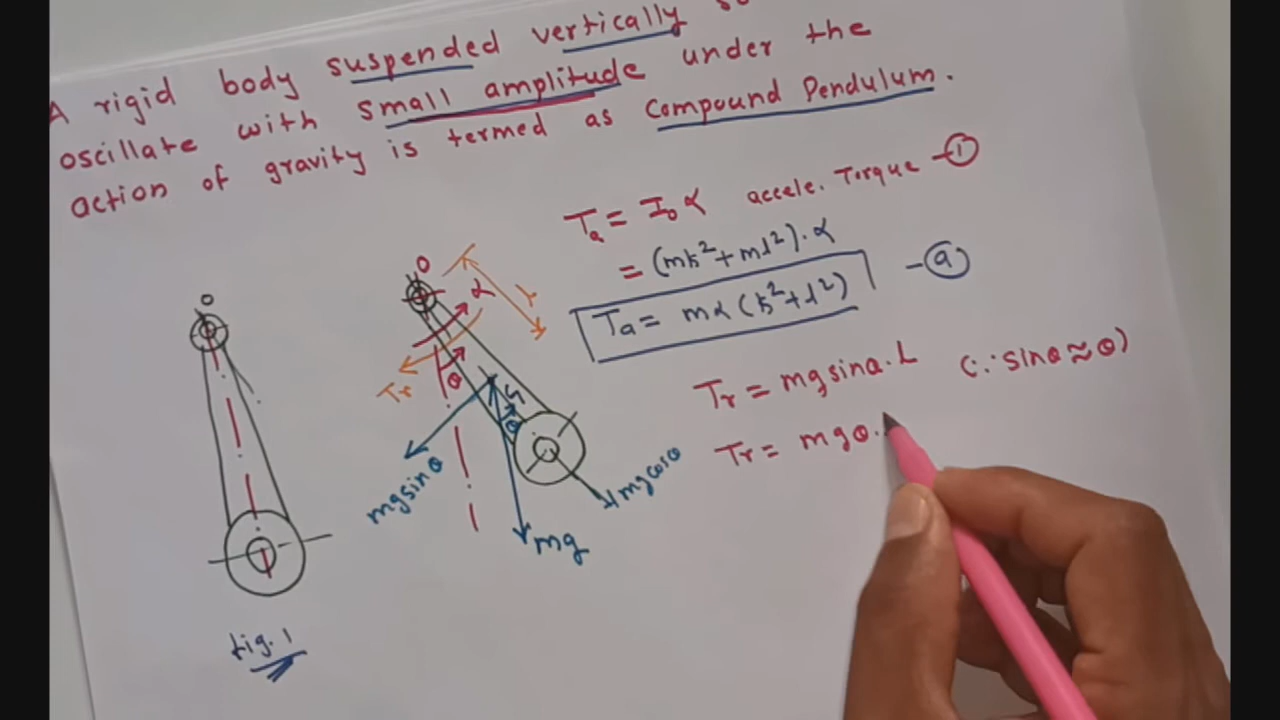 A rigid body suspended vertically
oscillate with small amplitude under the
action of gravity is termed as Compound Pendulum.
Ta = I₀ α accele. Torque -①
= (mk²+ml²).α
Ta = mα (k²+l²) -ⓐ
Tr = mg sinθ. L (∵ sinθ ≈ θ)
Tr = mgθ.
O
O
α
Tr
θ
G
θ
mg sinθ
mg cosθ
mg
fig. 1